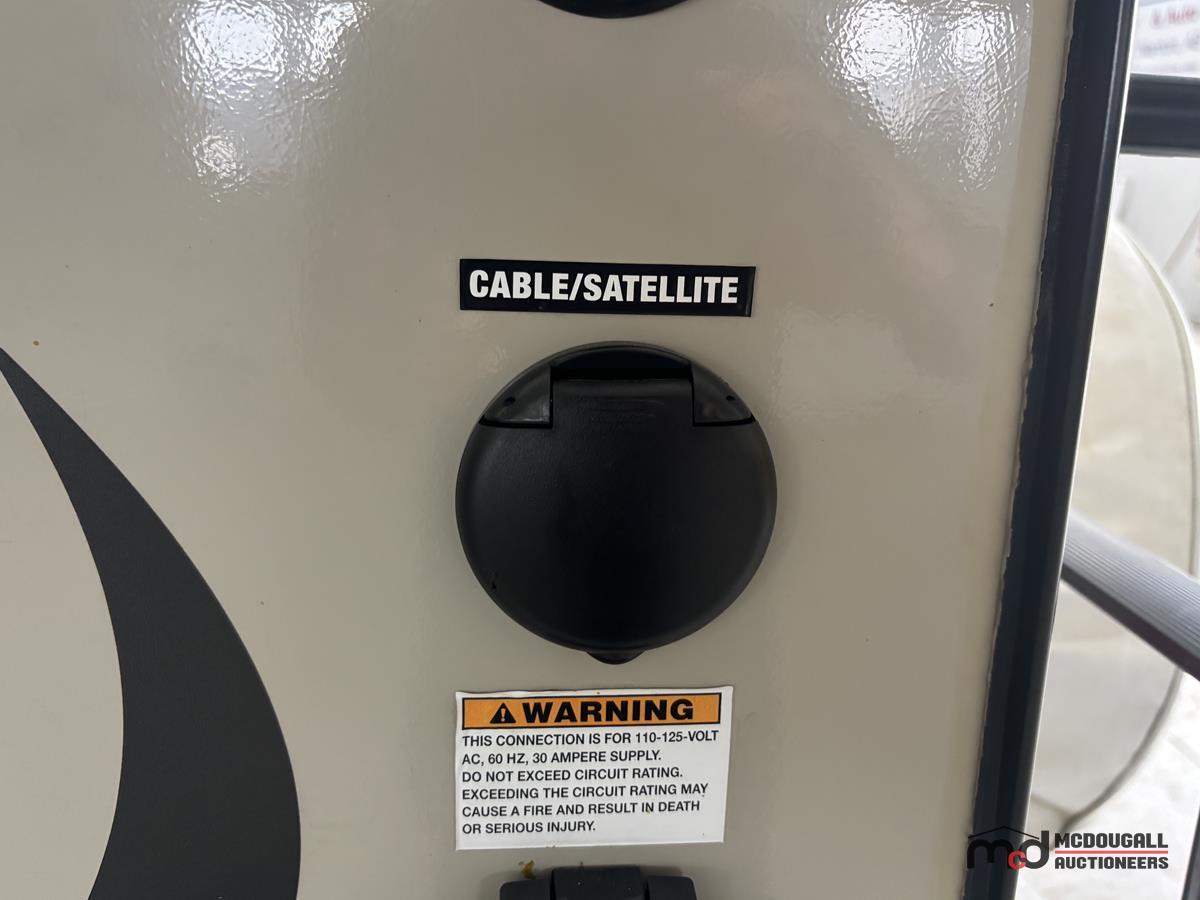 CABLE/SATELLITE
⚠ WARNING
THIS CONNECTION IS FOR 110-125-VOLT
AC, 60 HZ, 30 AMPERE SUPPLY.
DO NOT EXCEED CIRCUIT RATING.
EXCEEDING THE CIRCUIT RATING MAY
CAUSE A FIRE AND RESULT IN DEATH
OR SERIOUS INJURY.
mcd MCDOUGALL
AUCTIONEERS